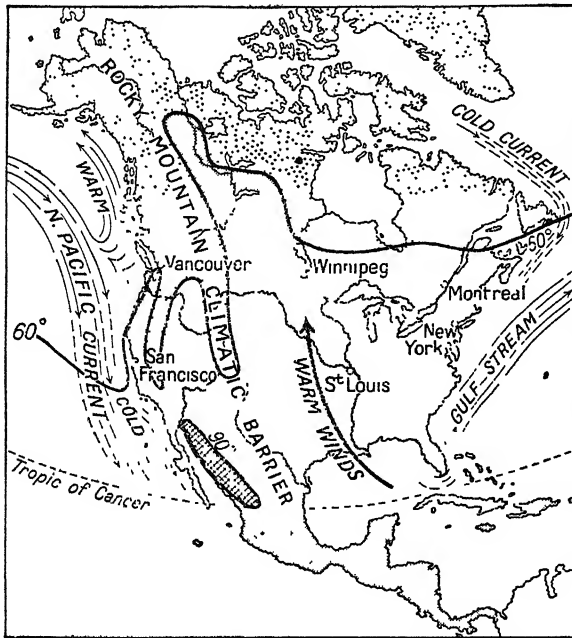 ROCKY MOUNTAIN
CLIMATIC BARRIER
COLD CURRENT
WARM
N. PACIFIC CURRENT
50°
Vancouver
Winnipeg
Montreal
New
York
60°
San
Francisco
COLD
St Louis
WARM WINDS
GULF-STREAM
90°
Tropic of Cancer